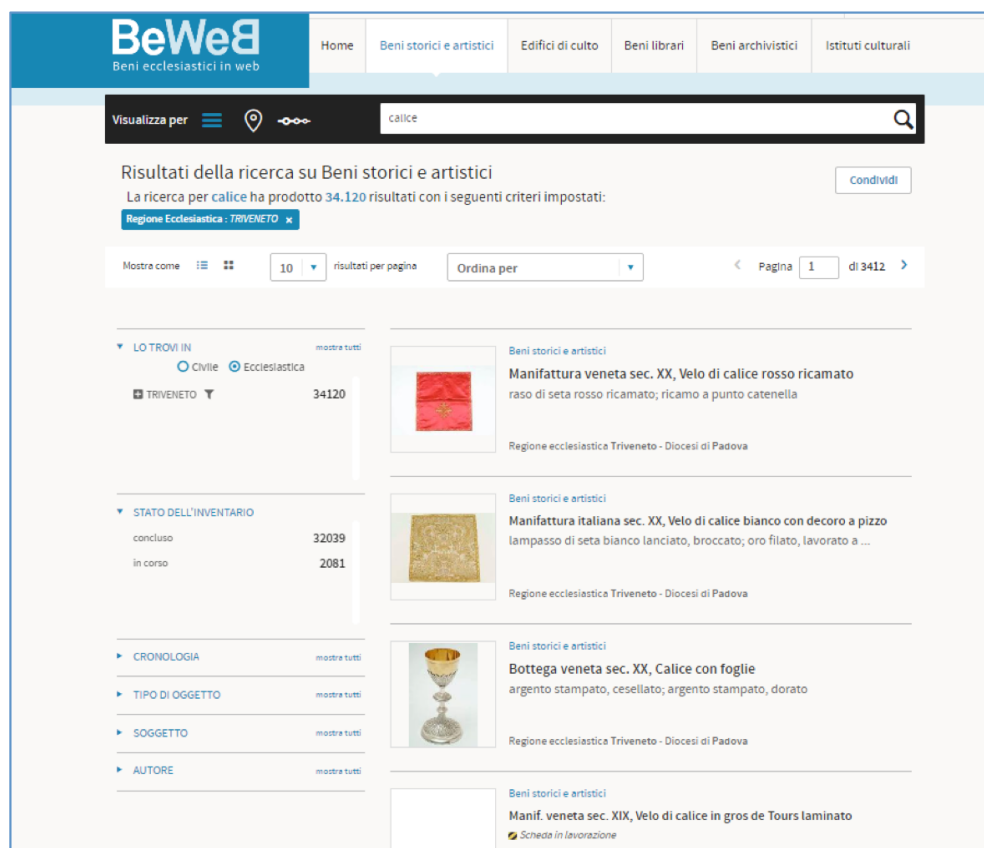 BeWeB
Beni ecclesiastici in web
Home
Beni storici e artistici
Edifici di culto
Beni librari
Beni archivistici
Istituti culturali
Visualizza per
calice
Risultati della ricerca su Beni storici e artistici
Condividi
La ricerca per calice ha prodotto 34.120 risultati con i seguenti criteri impostati:
Regione Ecclesiastica : TRIVENETO x
Mostra come
10
risultati per pagina
Ordina per
Pagina 1 di 3412
LO TROVI IN
mostra tutti
Civile
Ecclesiastica
TRIVENETO 34120
STATO DELL'INVENTARIO
concluso 32039
in corso 2081
CRONOLOGIA mostra tutti
TIPO DI OGGETTO mostra tutti
SOGGETTO mostra tutti
AUTORE mostra tutti
Beni storici e artistici
Manifattura veneta sec. XX, Velo di calice rosso ricamato
raso di seta rosso ricamato; ricamo a punto catenella
Regione ecclesiastica Triveneto - Diocesi di Padova
Beni storici e artistici
Manifattura italiana sec. XX, Velo di calice bianco con decoro a pizzo
lampasso di seta bianco lanciato, broccato; oro filato, lavorato a ...
Regione ecclesiastica Triveneto - Diocesi di Padova
Beni storici e artistici
Bottega veneta sec. XX, Calice con foglie
argento stampato, cesellato; argento stampato, dorato
Regione ecclesiastica Triveneto - Diocesi di Padova
Beni storici e artistici
Manif. veneta sec. XIX, Velo di calice in gros de Tours laminato
Scheda in lavorazione